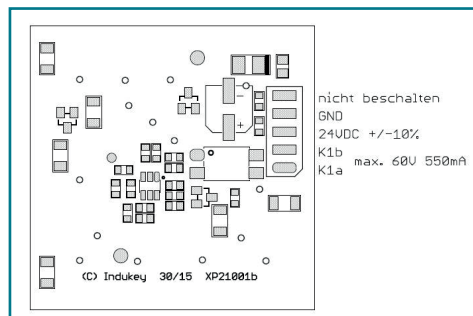 nicht beschalten
GND
24VDC +/-10%
K1b
max. 60V 550mA
K1a
(C) Indukey 30/15 XP21001b